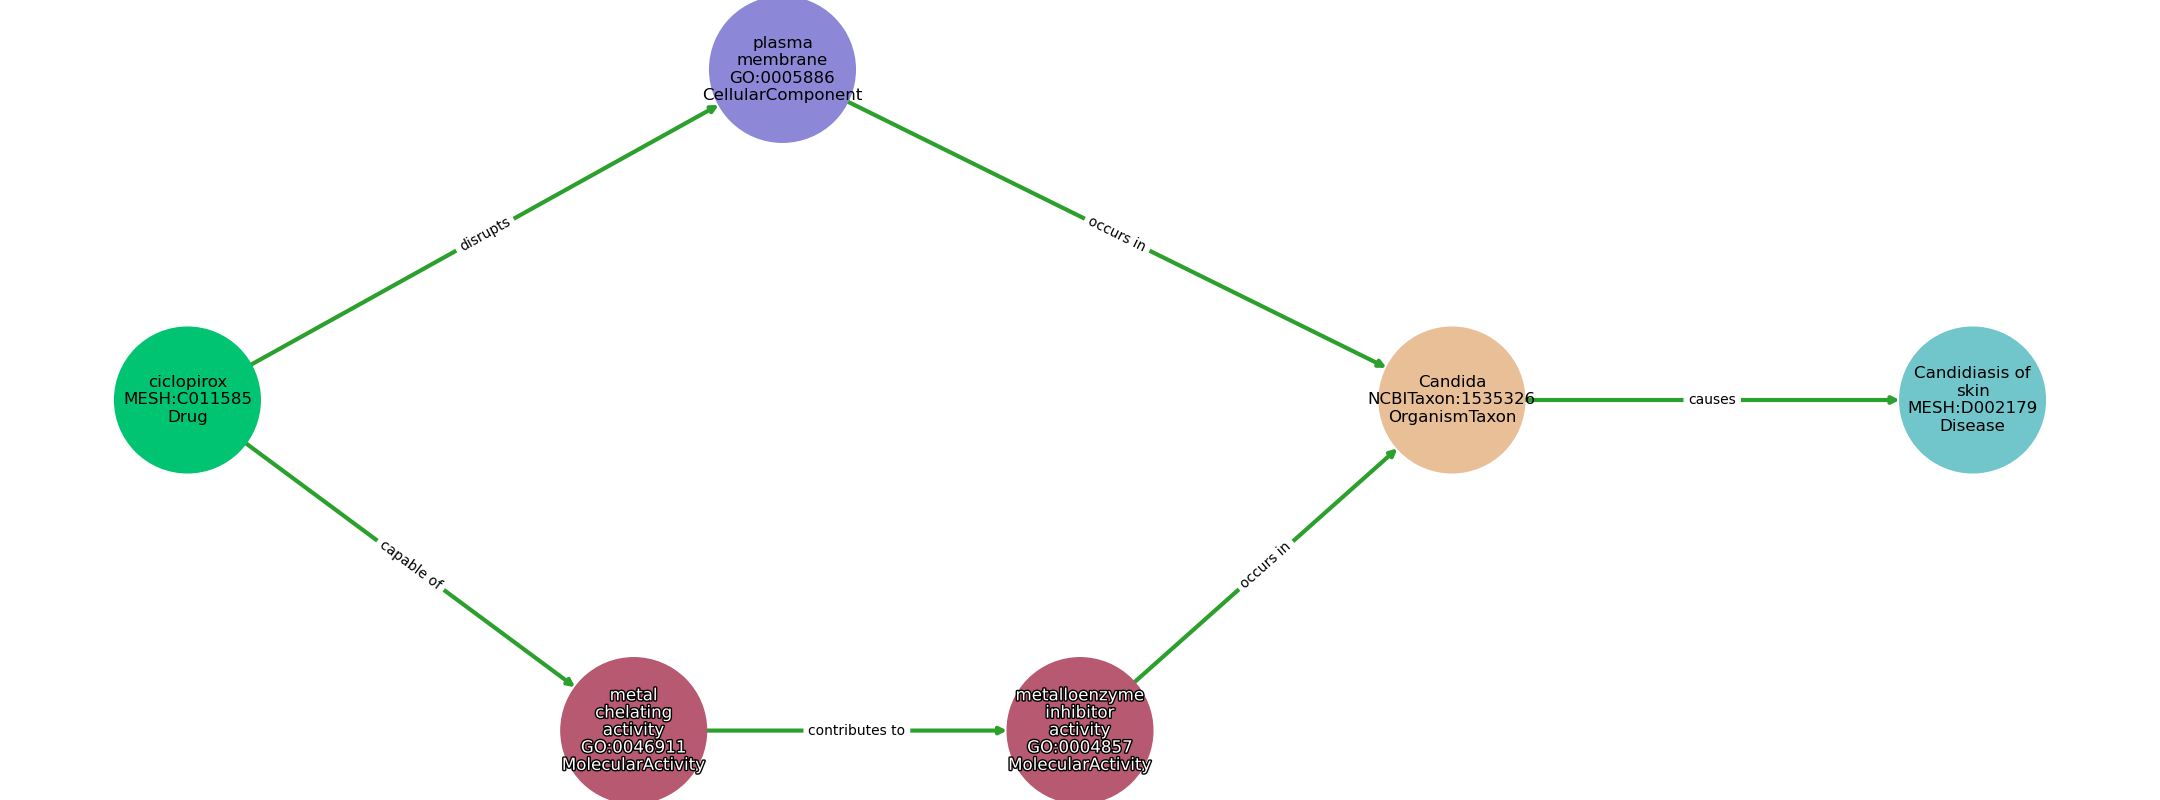 plasma
membrane
GO:0005886
CellularComponent
disrupts
occurs in
ciclopirox
MESH:C011585
Drug
Candida
NCBITaxon:1535326
OrganismTaxon
causes
Candidiasis of
skin
MESH:D002179
Disease
capable of
occurs in
metal
chelating
activity
GO:0046911
MolecularActivity
contributes to
metalloenzyme
inhibitor
activity
GO:0004857
MolecularActivity